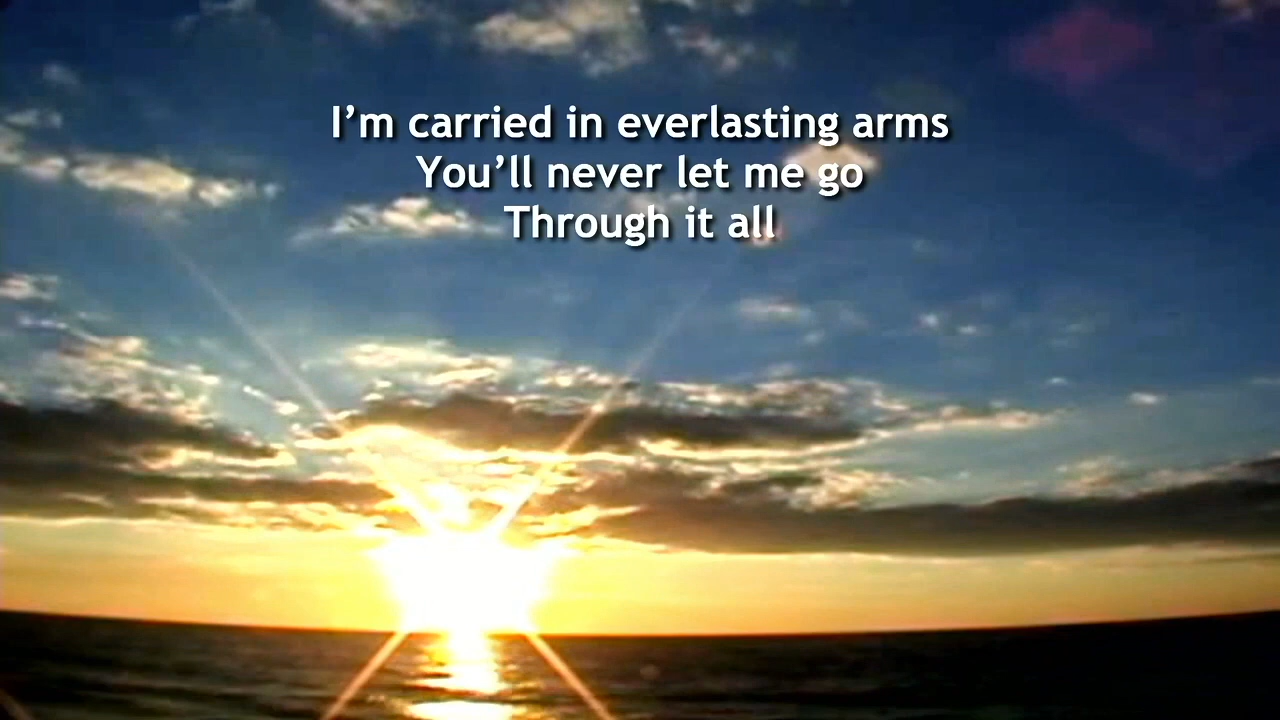 I’m carried in everlasting arms
You’ll never let me go
Through it all